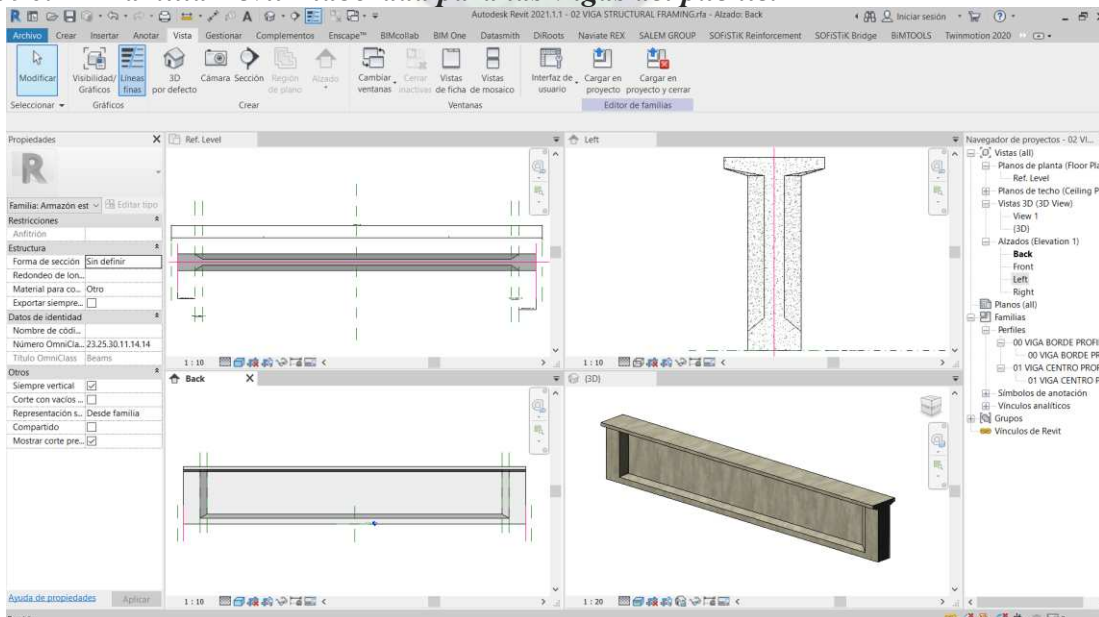 Familia Revit elaborada para las vigas del puente.
Autodesk Revit 2021.1.1 - 02 VIGA STRUCTURAL FRAMING.rfa - Alzado: Back
Iniciar sesión
Archivo Crear Insertar Anotar Vista Gestionar Complementos Enscape™ BIMcollab BIM One Datasmith DiRoots Naviate REX SALEM GROUP SOFiSTiK Reinforcement SOFiSTiK Bridge BiMTOOLS Twinmotion 2020
Modificar Visibilidad/ Líneas 3D Cámara Sección Región Alzado Cambiar Cerrar Vistas Vistas Interfaz de Cargar en Cargar en
Gráficos finas por defecto de plano ventanas inactivas de ficha de mosaico usuario proyecto proyecto y cerrar
Seleccionar Gráficos Crear Ventanas Editor de familias
Propiedades X Ref. Level Left Navegador de proyectos - 02 VI...
R
Familia: Armazón est Editar tipo
Restricciones
Anfitrión
Estructura
Forma de sección Sin definir
Redondeo de lon...
Material para co... Otro
Exportar siempre...
Datos de identidad
Nombre de códi...
Número OmniCla... 23.25.30.11.14.14
Título OmniClass Beams
Otros
Siempre vertical
Corte con vacíos ...
Representación s... Desde familia
Compartido
Mostrar corte pre...
Ayuda de propiedades Aplicar
1 : 10
1 : 10
Back X (3D)
1 : 10
1 : 20
Vistas (all)
Planos de planta (Floor Pla
Ref. Level
Planos de techo (Ceiling P
Vistas 3D (3D View)
View 1
(3D)
Alzados (Elevation 1)
Back
Front
Left
Right
Planos (all)
Familias
Perfiles
00 VIGA BORDE PROFI
00 VIGA BORDE PR
01 VIGA CENTRO PROF
01 VIGA CENTRO P
Símbolos de anotación
Vínculos analíticos
Grupos
Vínculos de Revit